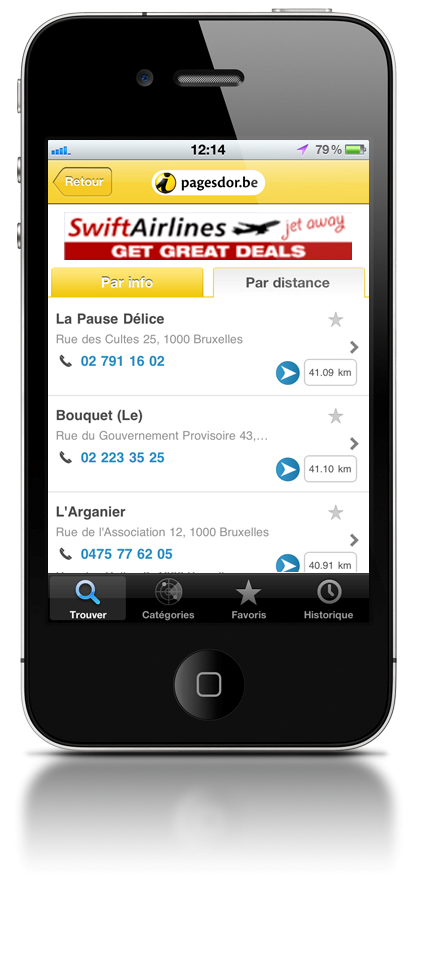 12:14
79%
Retour
pagesdor.be
SwiftAirlines jet away
GET GREAT DEALS
Par info
Par distance
La Pause Délice
Rue des Cultes 25, 1000 Bruxelles
02 791 16 02
41.09 km
Bouquet (Le)
Rue du Gouvernement Provisoire 43,...
02 223 35 25
41.10 km
L'Arganier
Rue de l'Association 12, 1000 Bruxelles
0475 77 62 05
40.91 km
Trouver
Catégories
Favoris
Historique